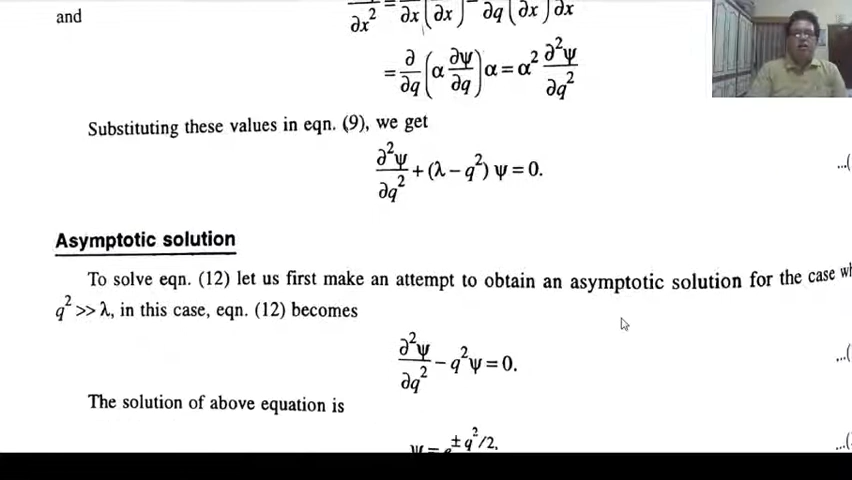 and
∂x² = ∂x (∂x) ∂q (∂x) ∂x
= ∂/∂q (α ∂ψ/∂q) α = α² ∂²ψ/∂q²
Substituting these values in eqn. (9), we get
∂²ψ/∂q² + (λ – q²) ψ = 0. ...(
Asymptotic solution
To solve eqn. (12) let us first make an attempt to obtain an asymptotic solution for the case
q² >> λ, in this case, eqn. (12) becomes
∂²ψ/∂q² – q²ψ = 0. ...(
The solution of above equation is
ψ = e^{± q²/2}, ...(